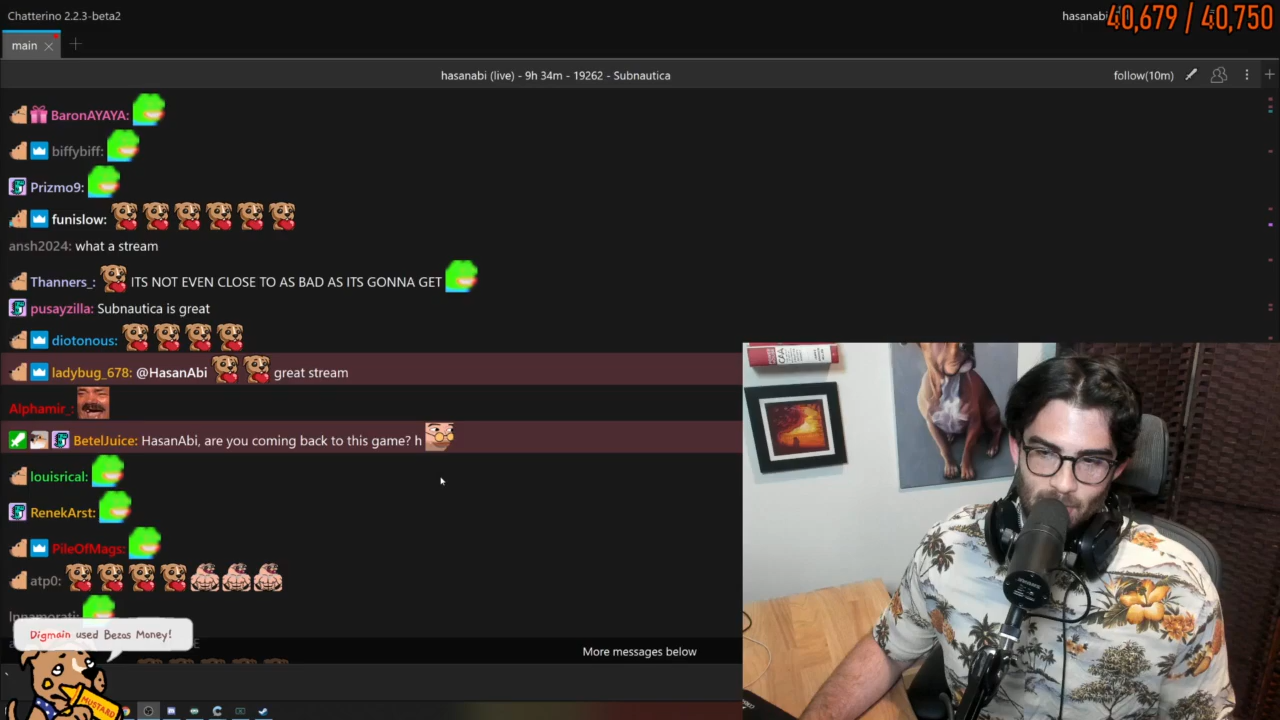 Chatterino 2.2.3-beta2
hasanabi
40,679 / 40,750
main
hasanabi (live) - 9h 34m - 19262 - Subnautica
follow(10m)
BaronAYAYA:
biffybiff:
Prizmo9:
funislow:
ansh2024: what a stream
Thanners_: ITS NOT EVEN CLOSE TO AS BAD AS ITS GONNA GET
pusayzilla: Subnautica is great
diotonous:
ladybug_678: @HasanAbi great stream
Alphamir_:
BetelJuice: HasanAbi, are you coming back to this game? h
louisrical:
RenekArst:
PileOfMags:
atp0:
Innamorati:
Digmain used Bezos Money!
More messages below
MUSTARD